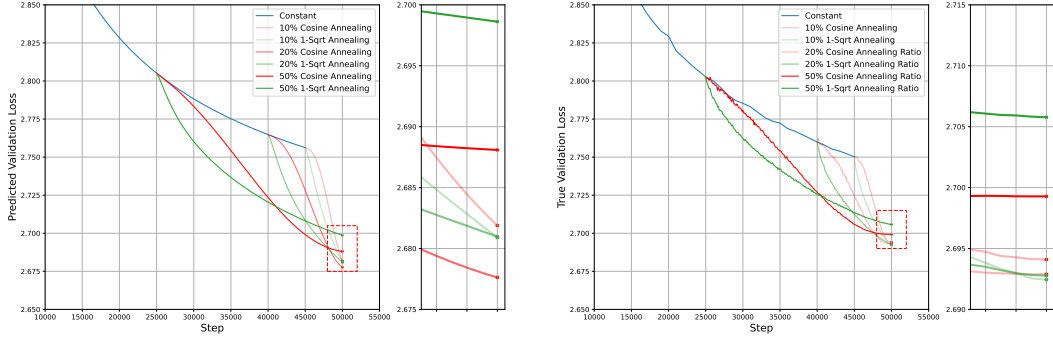 2.850
2.825
2.800
2.775
2.750
2.725
2.700
2.675
2.650
Predicted Validation Loss
10000 15000 20000 25000 30000 35000 40000 45000 50000 55000
Step
Constant
10% Cosine Annealing
10% 1-Sqrt Annealing
20% Cosine Annealing
20% 1-Sqrt Annealing
50% Cosine Annealing
50% 1-Sqrt Annealing
2.700
2.695
2.690
2.685
2.680
2.675
2.850
2.825
2.800
2.775
2.750
2.725
2.700
2.675
2.650
True Validation Loss
10000 15000 20000 25000 30000 35000 40000 45000 50000 55000
Step
Constant
10% Cosine Annealing
10% 1-Sqrt Annealing
20% Cosine Annealing Ratio
20% 1-Sqrt Annealing Ratio
50% Cosine Annealing Ratio
50% 1-Sqrt Annealing Ratio
2.715
2.710
2.705
2.700
2.695
2.690